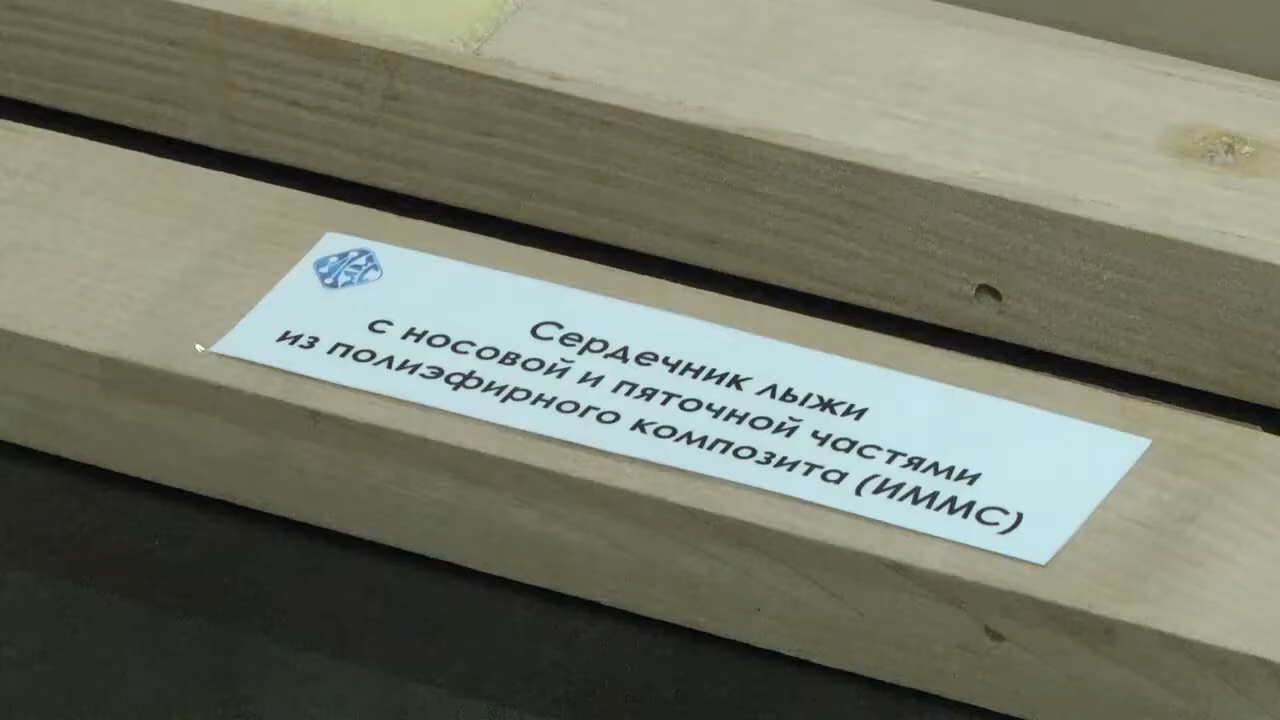 Сердечник лыжи
с носовой и пяточной частями
из полиэфирного композита (ИММС)